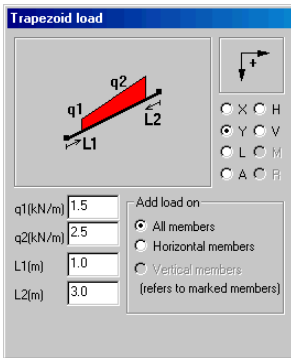 Trapezoid load
q2
q1
L2
L1
+
X H
Y V
L M
A R
q1(kN/m) 1.5
q2(kN/m) 2.5
L1(m) 1.0
L2(m) 3.0
Add load on
All members
Horizontal members
Vertical members
(refers to marked members)